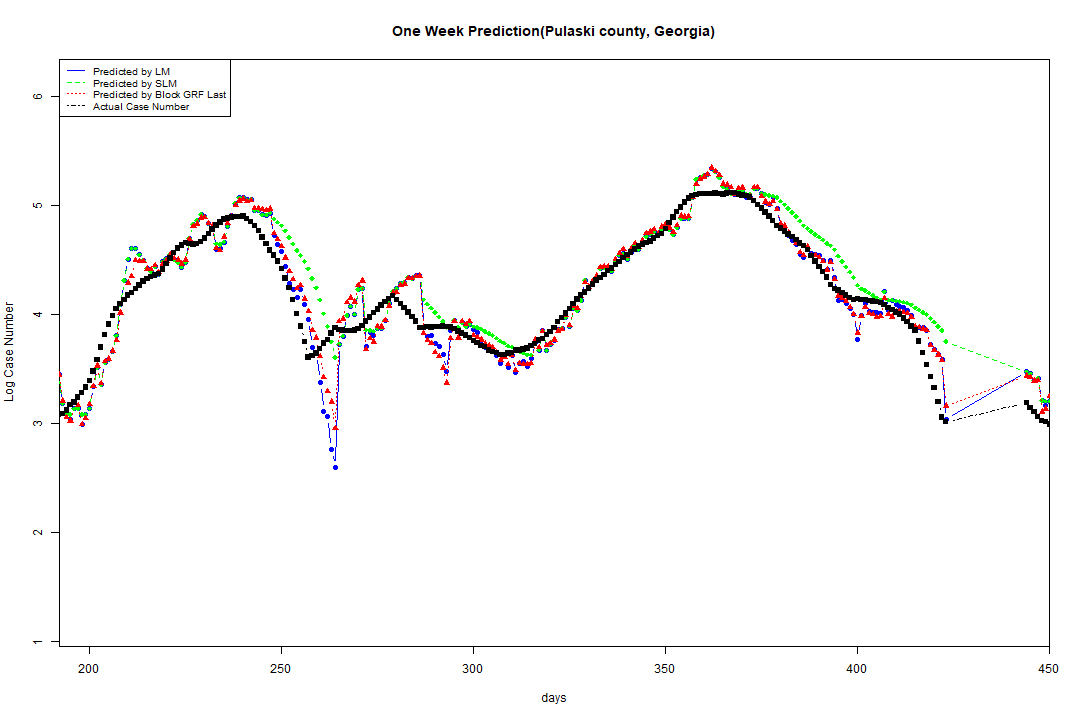 One Week Prediction(Pulaski county, Georgia)
Predicted by LM
Predicted by SLM
Predicted by Block GRF Last
Actual Case Number
6
5
4
3
2
1
Log Case Number
200 250 300 350 400 450
days